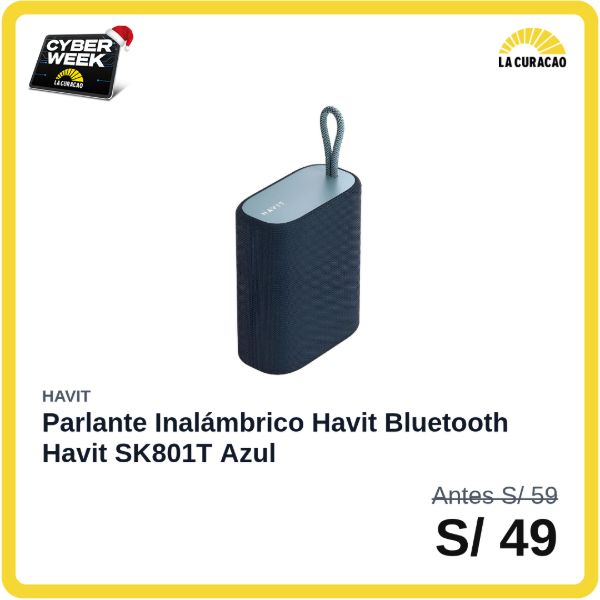 CYBER
WEEK
LA CURACAO
LA CURACAO
HAVIT
HAVIT
Parlante Inalámbrico Havit Bluetooth
Havit SK801T Azul
Antes S/ 59
S/ 49